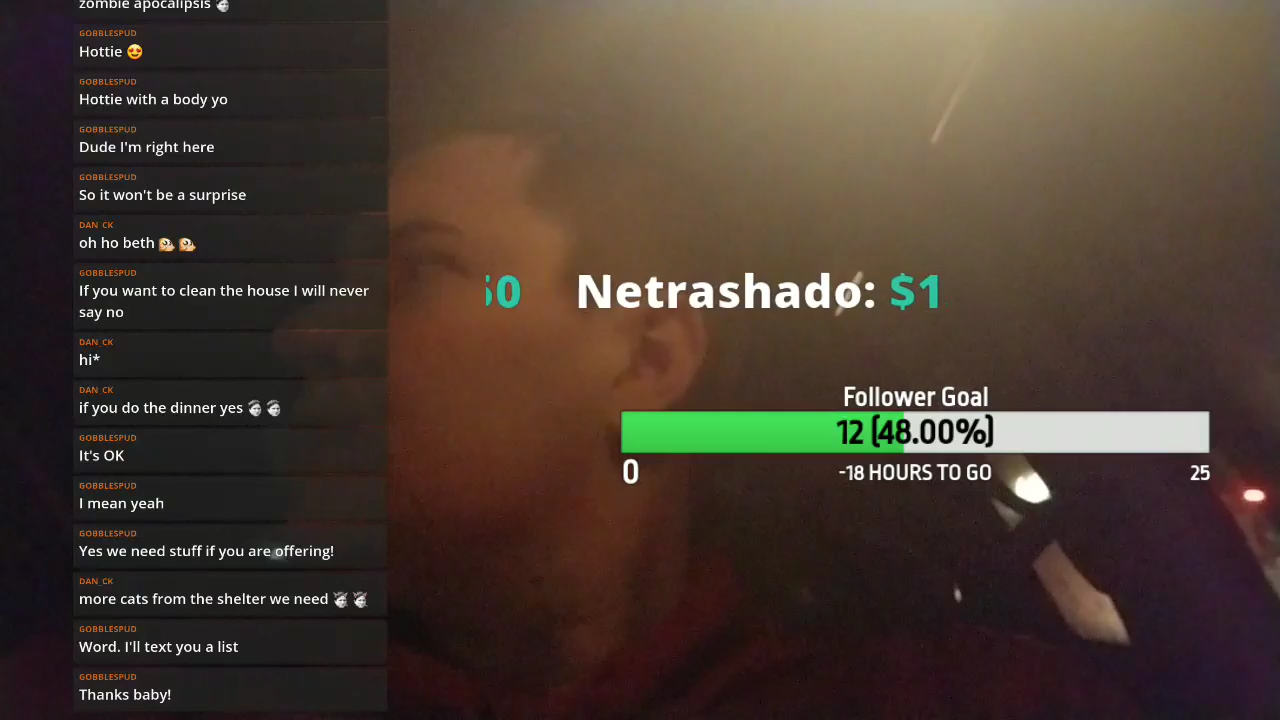 zombie apocalipsis
GOBBLESPUD
Hottie 😍
GOBBLESPUD
Hottie with a body yo
GOBBLESPUD
Dude I'm right here
GOBBLESPUD
So it won't be a surprise
DAN_CK
oh ho beth
GOBBLESPUD
If you want to clean the house I will never
say no
DAN_CK
hi*
DAN_CK
if you do the dinner yes
GOBBLESPUD
It's OK
GOBBLESPUD
I mean yeah
GOBBLESPUD
Yes we need stuff if you are offering!
DAN_CK
more cats from the shelter we need
GOBBLESPUD
Word. I'll text you a list
GOBBLESPUD
Thanks baby!
0 Netrashado: $1
Follower Goal
12 (48.00%)
0 -18 HOURS TO GO 25